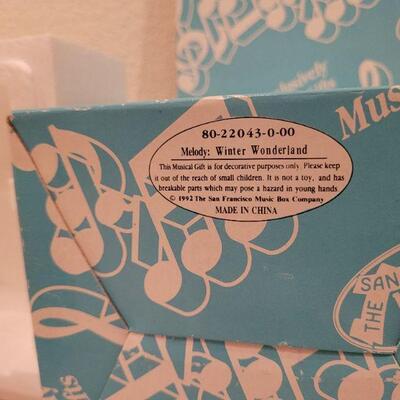 80-22043-0-00
Melody: Winter Wonderland
This Musical Gift is for decorative purposes only. Please keep
it out of the reach of small children. It is not a toy, and has
breakable parts which may pose a hazard in young hands.
© 1992 The San Francisco Music Box Company
MADE IN CHINA
SAN
THE